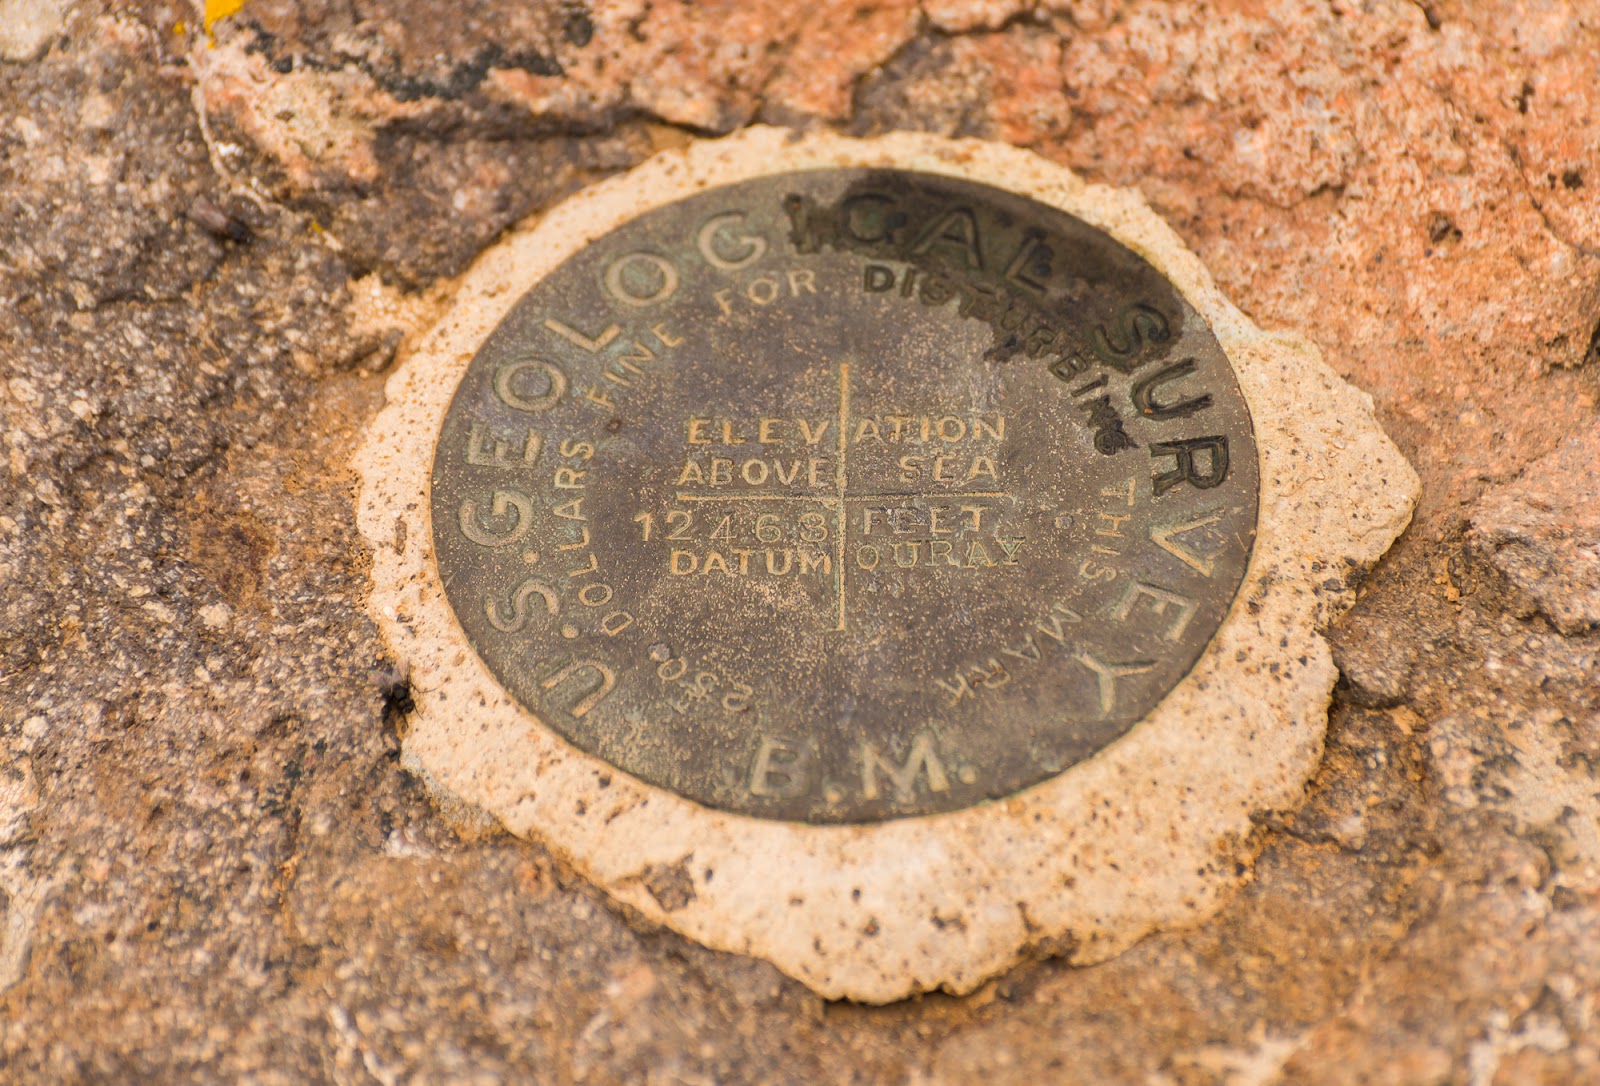 U.S. GEOLOGICAL SURVEY
250. DOLLARS FINE FOR DISTURBING THIS MARK
ELEVATION
ABOVE SEA
12463 FEET
DATUM OURAY
B.M.